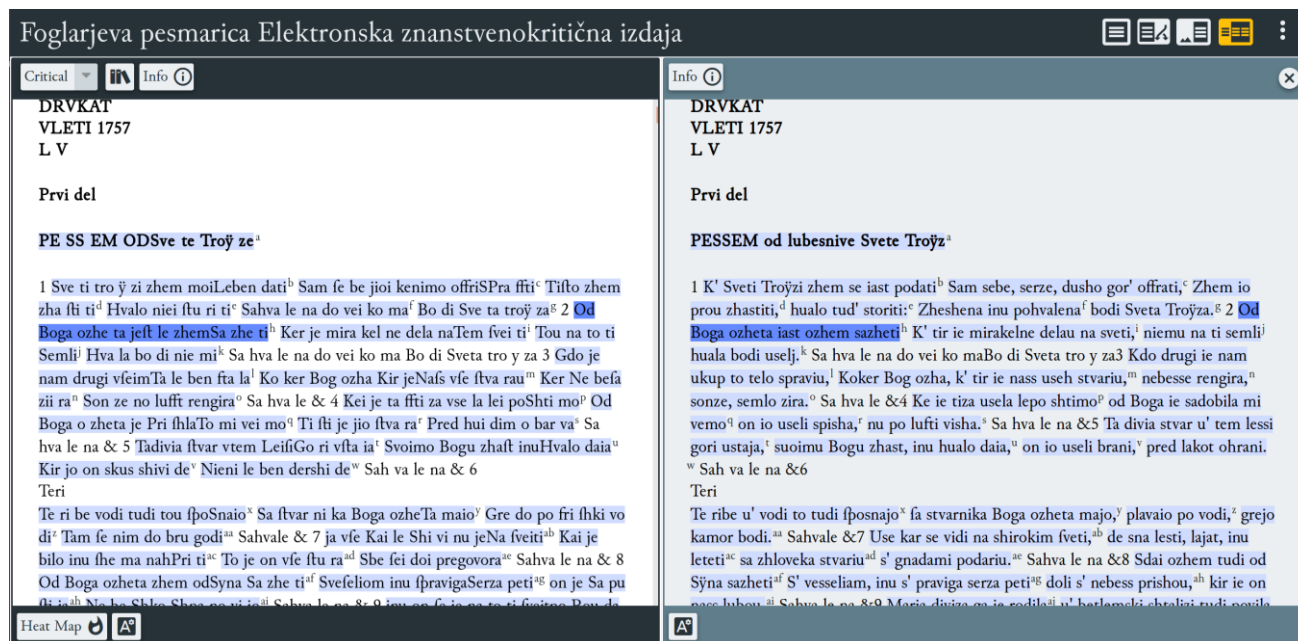 Foglarjeva pesmarica Elektronska znanstvenokritična izdaja
Critical
Info
DRVKAT
VLETI 1757
L V
Prvi del
PE SS EM ODSve te Troÿ ze a
1 Sve ti tro ÿ zi zhem moiLeben dati b Sam ſe be jioi kenimo offriSPra ffti c Tiſto zhem
zha ſti ti d Hvalo niei ſtu ri ti e Sahva le na do vei ko ma f Bo di Sve ta troÿ za g 2 Od
Boga ozhe ta jeſt le zhemSa zhe ti h Ker je mira kel ne dela naTem ſvei ti i Tou na to ti
Semli j Hva la bo di nie mi k Sa hva le na do vei ko ma Bo di Sveta tro y za 3 Gdo je
nam drugi vſeimTa le ben fta la l Ko ker Bog ozha Kir jeNaſs vſe ſtva rau m Ker Ne beſa
zii ra n Son ze no lufft rengira o Sa hva le & 4 Kei je ta ffti za vse la lei poShti mo p Od
Boga o zheta je Pri ſhlaTo mi vei mo q Ti ſti je jio ſtva ra r Pred hui dim o bar va s Sa
hva le na & 5 Tadivia ſtvar vtem LeiſiGo ri vſta ia t Svoimo Bogu zhaſt inuHvalo daia u
Kir jo on skus shivi de v Nieni le ben dershi de w Sah va le na & 6
Teri
Te ri be vodi tudi tou ſpoSnaio x Sa ſtvar ni ka Boga ozheTa maio y Gre do po fri ſhki vo
di z Tam ſe nim do bru godi aa Sahvale & 7 ja vſe Kai le Shi vi nu jeNa ſveiti ab Kai je
bilo inu ſhe ma nahPri ti ac To je on vſe ſtu ra ad Sbe ſei doi pregovora ae Sahva le na & 8
Od Boga ozheta zhem odSyna Sa zhe ti af Sveſeliom inu ſpravigaSerza peti ag on je Sa pu
Heat Map
Info
DRVKAT
VLETI 1757
L V
Prvi del
PESSEM od lubesnive Svete Troÿz a
1 K' Sveti Troÿzi zhem se iast podati b Sam sebe, serze, dusho gor' offrati, c Zhem io
prou zhastiti, d hualo tud' storiti: e Zheshena inu pohvalena f bodi Sveta Troÿza. g 2 Od
Boga ozheta iast ozhem sazheti h K' tir ie mirakelne delau na sveti, i niemu na ti semli j
huala bodi uselj. k Sa hva le na do vei ko maBo di Sveta tro y za3 Kdo drugi ie nam
ukup to telo spraviu, l Koker Bog ozha, k' tir ie nass useh stvariu, m nebesse rengira, n
sonze, semlo zira. o Sa hva le &4 Ke ie tiza usela lepo shtimo p od Boga ie sadobila mi
vemo q on io useli spisha, r nu po lufti visha. s Sa hva le na &5 Ta divia stvar u' tem lessi
gori ustaja, t suoimu Bogu zhast, inu hualo daia, u on io useli brani, v pred lakot ohrani.
w Sah va le na &6
Teri
Te ribe u' vodi to tudi ſposnajo x ſa stvarnika Boga ozheta majo, y plavaio po vodi, z grejo
kamor bodi. aa Sahvale &7 Use kar se vidi na shirokim ſveti, ab de sna lesti, lajat, inu
leteti ac sa zhloveka stvariu ad s' gnadami podariu. ae Sahva le na &8 Sdai ozhem tudi od
Sÿna sazheti af S' vesseliam, inu s' praviga serza peti ag doli s' nebess prishou, ah kir ie on